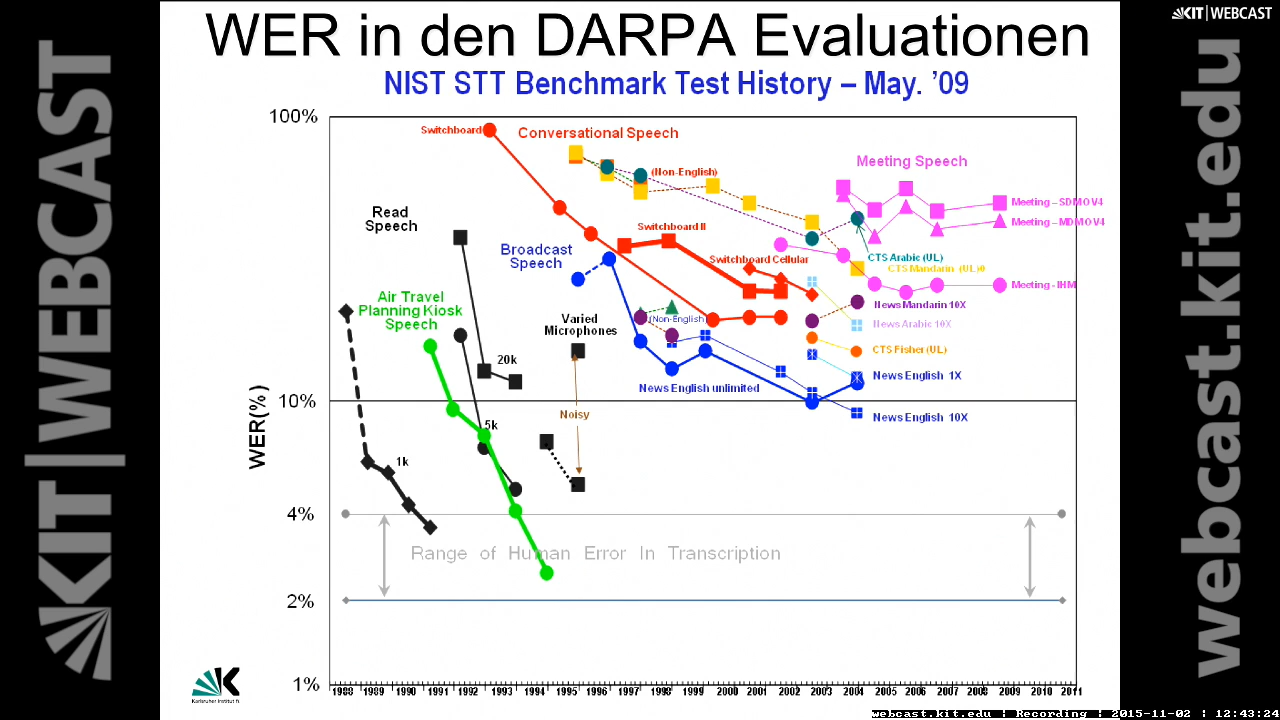 WER in den DARPA Evaluationen
NIST STT Benchmark Test History – May. ’09
KIT|WEBCAST
KIT|WEBCAST
webcast.kit.edu
100%
10%
4%
2%
1%
WER(%)
Switchboard
Conversational Speech
(Non-English)
Meeting Speech
Meeting – SDM OV4
Meeting – MDM OV4
Read
Speech
Switchboard II
Broadcast
Speech
Switchboard Cellular
CTS Arabic (UL)
CTS Mandarin (UL)0
Meeting - IHM
Air Travel
Planning Kiosk
Speech
Varied
Microphones
(Non-English
News Mandarin 10X
News Arabic 10X
CTS Fisher (UL)
20k
News English unlimited
News English 1X
Noisy
News English 10X
5k
1k
Range of Human Error In Transcription
1988 1989 1990 1991 1992 1993 1994 1995 1996 1997 1998 1999 2000 2001 2002 2003 2004 2005 2006 2007 2008 2009 2010 2011
webcast.kit.edu | Recording | 2015-11-02 | 12:43:24